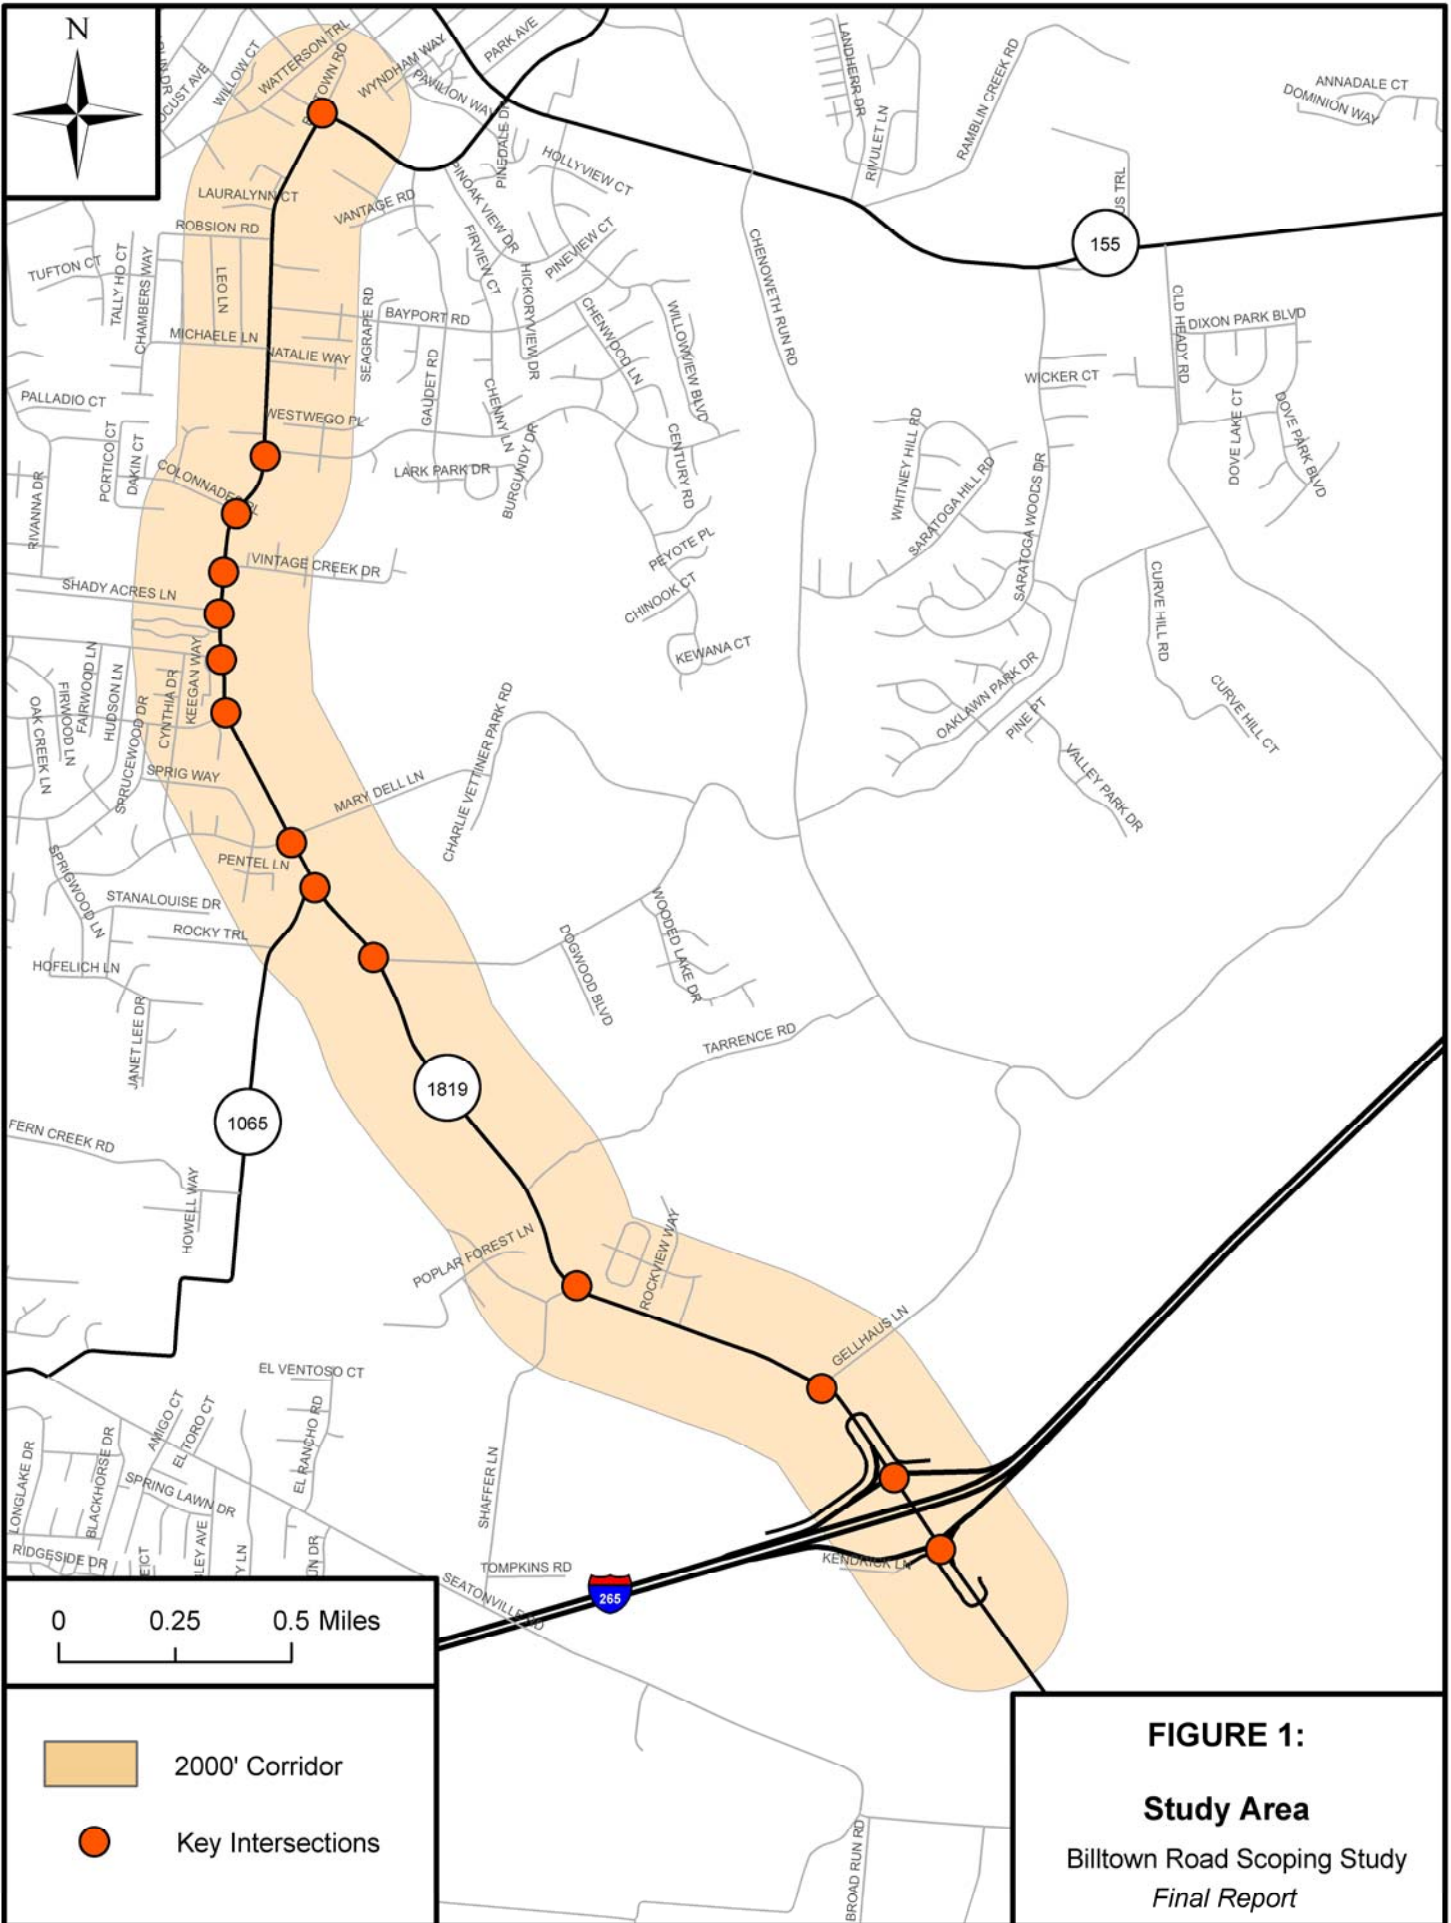 N
WILLOW CT
WATTERSON TRL
WYNDHAM WAY
PARK AVE
PAVILION WAY
PINEDALE DR
LANDHERR DR
RIVULET LN
RAMBLIN CREEK RD
ANNADALE CT
DOMINION WAY
HOLLYVIEW CT
LAURALYNN CT
VANTAGE RD
PINOAK VIEW DR
ROBSION RD
155
FIRVIEW CT
PINEVIEW CT
CHENOWETH RUN RD
TUFTON CT
TALLY HO CT
CHAMBERS WAY
LEO LN
SEAGRAPE RD
BAYPORT RD
HICKORYVIEW DR
CHENWOOD LN
WILLOWVIEW BLVD
OLD HEADY RD
DIXON PARK BLVD
MICHAELE LN
NATALIE WAY
GAUDET RD
WICKER CT
PALLADIO CT
WESTWEGO PL
CHENNY LN
DOVE LAKE CT
DOVE PARK BLVD
PORTICO CT
DAKIN CT
COLONNADES PL
LARK PARK DR
BURGUNDY DR
CENTURY RD
WHITNEY HILL RD
SARATOGA HILL RD
SARATOGA WOODS DR
RIVANNA DR
VINTAGE CREEK DR
PEYOTE PL
SHADY ACRES LN
CHINOOK CT
CURVE HILL RD
KEWANA CT
OAK CREEK LN
FIRWOOD LN
FAIRWOOD LN
HUDSON LN
SPRUCEWOOD DR
CYNTHIA DR
KEEGAN WAY
OAKLAWN PARK DR
PINE PT
CURVE HILL CT
SPRIG WAY
MARY DELL LN
CHARLIE VETTINER PARK RD
VALLEY PARK DR
PENTEL LN
SPRIGWOOD LN
STANALOUISE DR
ROCKY TRL
WOODED LAKE DR
DOGWOOD BLVD
HOFELICH LN
JANET LEE DR
TARRENCE RD
1819
1065
FERN CREEK RD
HOWELL WAY
POPLAR FOREST LN
ROCKVIEW WAY
GELLHAUS LN
EL VENTOSO CT
AMIGO CT
EL TORO CT
EL RANCHO RD
LONGLAKE DR
BLACKHORSE DR
SPRING LAWN DR
SHAFFER LN
RIDGESIDE DR
TOMPKINS RD
KENDRICK LN
SEATONVILLE RD
265
0 0.25 0.5 Miles
2000' Corridor
Key Intersections
BROAD RUN RD
FIGURE 1:
Study Area
Billtown Road Scoping Study
Final Report